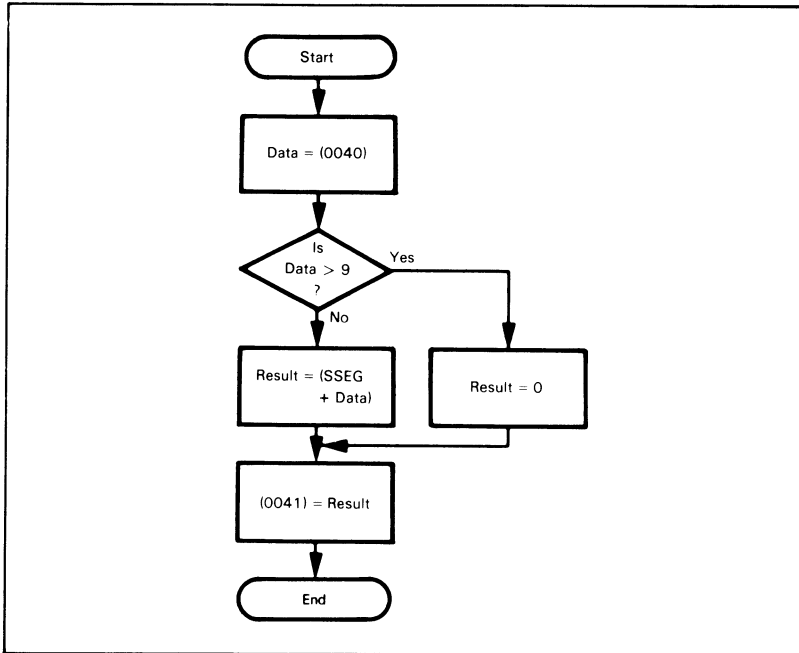 Start
Data = (0040)
Is
Data > 9
?
Yes
No
Result = (SSEG
+ Data)
Result = 0
(0041) = Result
End